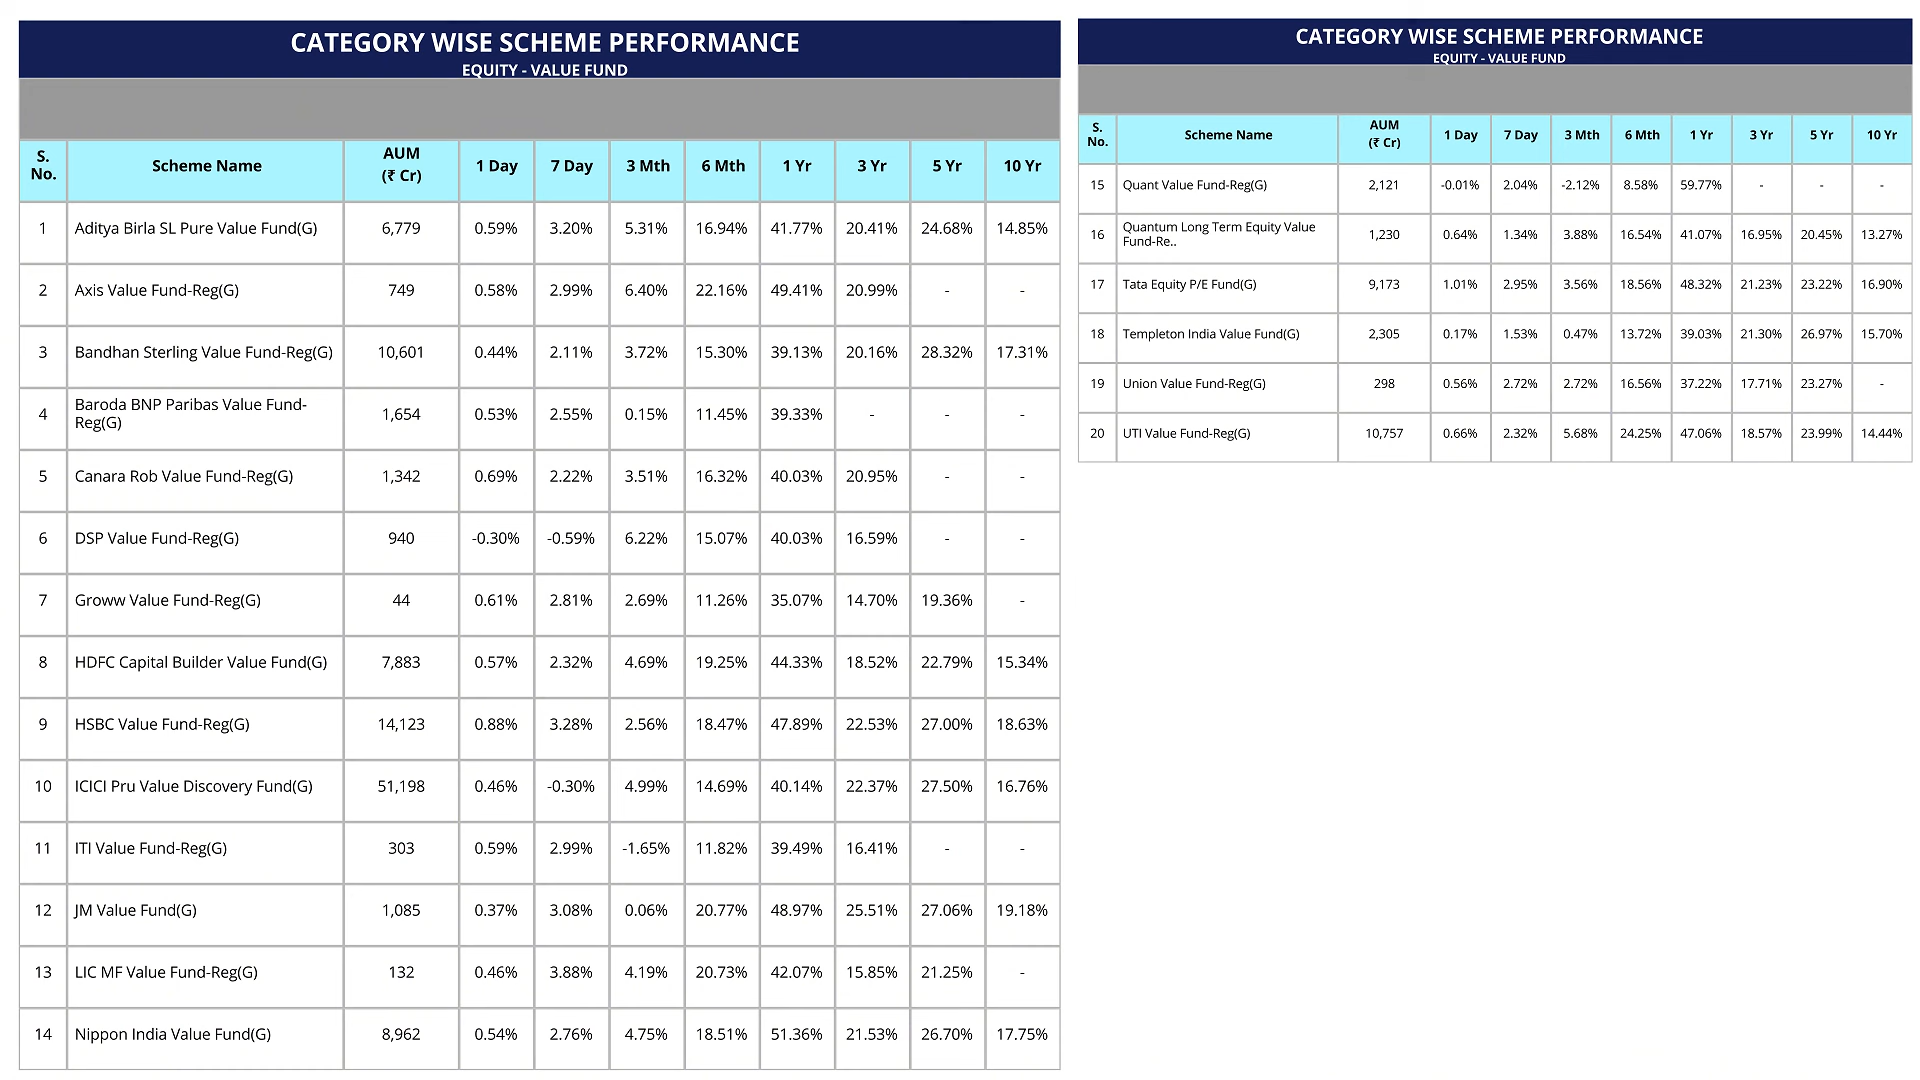 CATEGORY WISE SCHEME PERFORMANCE
EQUITY - VALUE FUND
S. No. Scheme Name AUM (₹ Cr) 1 Day 7 Day 3 Mth 6 Mth 1 Yr 3 Yr 5 Yr 10 Yr
1 Aditya Birla SL Pure Value Fund(G) 6,779 0.59% 3.20% 5.31% 16.94% 41.77% 20.41% 24.68% 14.85%
2 Axis Value Fund-Reg(G) 749 0.58% 2.99% 6.40% 22.16% 49.41% 20.99% - -
3 Bandhan Sterling Value Fund-Reg(G) 10,601 0.44% 2.11% 3.72% 15.30% 39.13% 20.16% 28.32% 17.31%
4 Baroda BNP Paribas Value Fund-Reg(G) 1,654 0.53% 2.55% 0.15% 11.45% 39.33% - - -
5 Canara Rob Value Fund-Reg(G) 1,342 0.69% 2.22% 3.51% 16.32% 40.03% 20.95% - -
6 DSP Value Fund-Reg(G) 940 -0.30% -0.59% 6.22% 15.07% 40.03% 16.59% - -
7 Groww Value Fund-Reg(G) 44 0.61% 2.81% 2.69% 11.26% 35.07% 14.70% 19.36% -
8 HDFC Capital Builder Value Fund(G) 7,883 0.57% 2.32% 4.69% 19.25% 44.33% 18.52% 22.79% 15.34%
9 HSBC Value Fund-Reg(G) 14,123 0.88% 3.28% 2.56% 18.47% 47.89% 22.53% 27.00% 18.63%
10 ICICI Pru Value Discovery Fund(G) 51,198 0.46% -0.30% 4.99% 14.69% 40.14% 22.37% 27.50% 16.76%
11 ITI Value Fund-Reg(G) 303 0.59% 2.99% -1.65% 11.82% 39.49% 16.41% - -
12 JM Value Fund(G) 1,085 0.37% 3.08% 0.06% 20.77% 48.97% 25.51% 27.06% 19.18%
13 LIC MF Value Fund-Reg(G) 132 0.46% 3.88% 4.19% 20.73% 42.07% 15.85% 21.25% -
14 Nippon India Value Fund(G) 8,962 0.54% 2.76% 4.75% 18.51% 51.36% 21.53% 26.70% 17.75%
CATEGORY WISE SCHEME PERFORMANCE
EQUITY - VALUE FUND
S. No. Scheme Name AUM (₹ Cr) 1 Day 7 Day 3 Mth 6 Mth 1 Yr 3 Yr 5 Yr 10 Yr
15 Quant Value Fund-Reg(G) 2,121 -0.01% 2.04% -2.12% 8.58% 59.77% - - -
16 Quantum Long Term Equity Value Fund-Re.. 1,230 0.64% 1.34% 3.88% 16.54% 41.07% 16.95% 20.45% 13.27%
17 Tata Equity P/E Fund(G) 9,173 1.01% 2.95% 3.56% 18.56% 48.32% 21.23% 23.22% 16.90%
18 Templeton India Value Fund(G) 2,305 0.17% 1.53% 0.47% 13.72% 39.03% 21.30% 26.97% 15.70%
19 Union Value Fund-Reg(G) 298 0.56% 2.72% 2.72% 16.56% 37.22% 17.71% 23.27% -
20 UTI Value Fund-Reg(G) 10,757 0.66% 2.32% 5.68% 24.25% 47.06% 18.57% 23.99% 14.44%